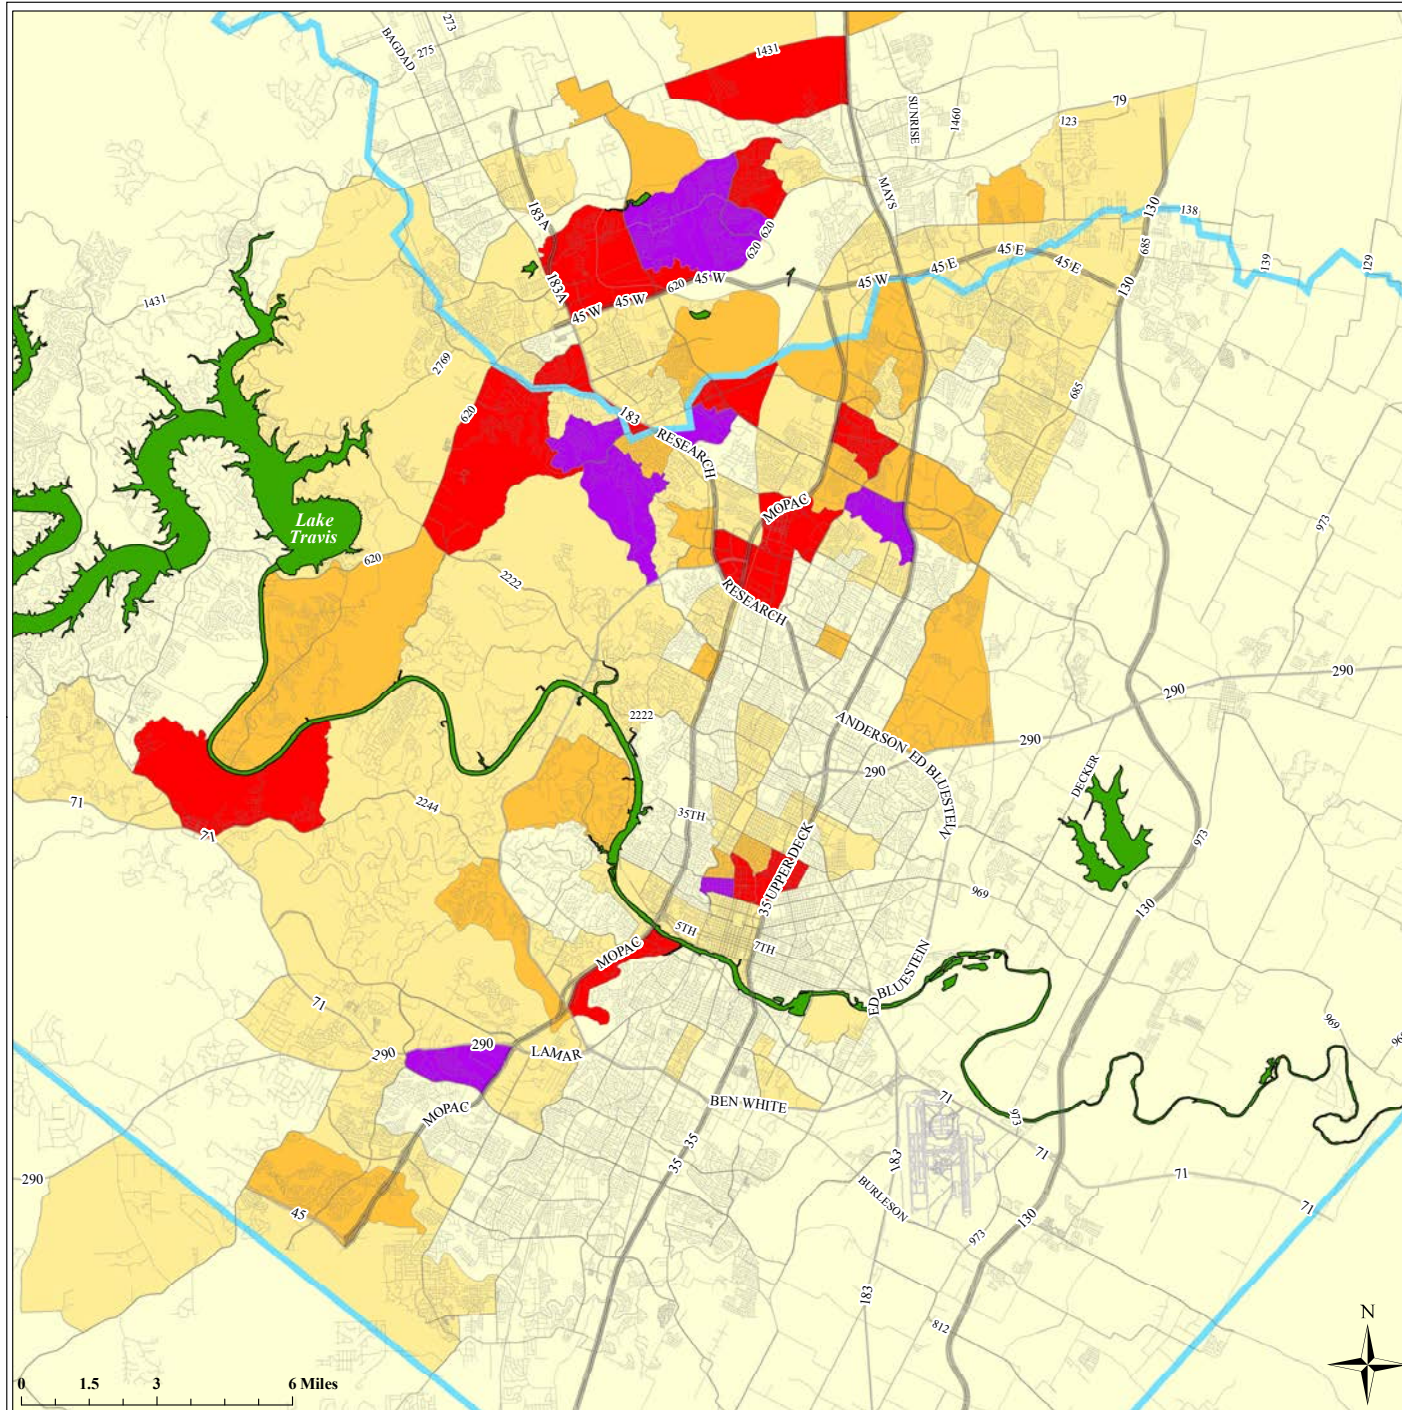 273
BAGDAD
275
1431
SUNRISE
1460
79
123
MAYS
183A
620
620
130
138
685
45 E
45 E
45 E
139
129
1431
183A
45 W
45 W
620
45 W
45 W
130
2769
620
183
RESEARCH
685
MOPAC
973
Lake
Travis
620
2222
RESEARCH
290
290
2222
ANDERSON
ED BLUESTEIN
290
290
DECKER
71
2244
71
35TH
35
UPPER DECK
973
969
130
5TH
7TH
MOPAC
ED BLUESTEIN
71
290
290
LAMAR
969
969
BEN WHITE
71
973
MOPAC
35
35
183
71
71
71
290
45
BURLESON
130
973
183
812
N
0
1.5
3
6 Miles